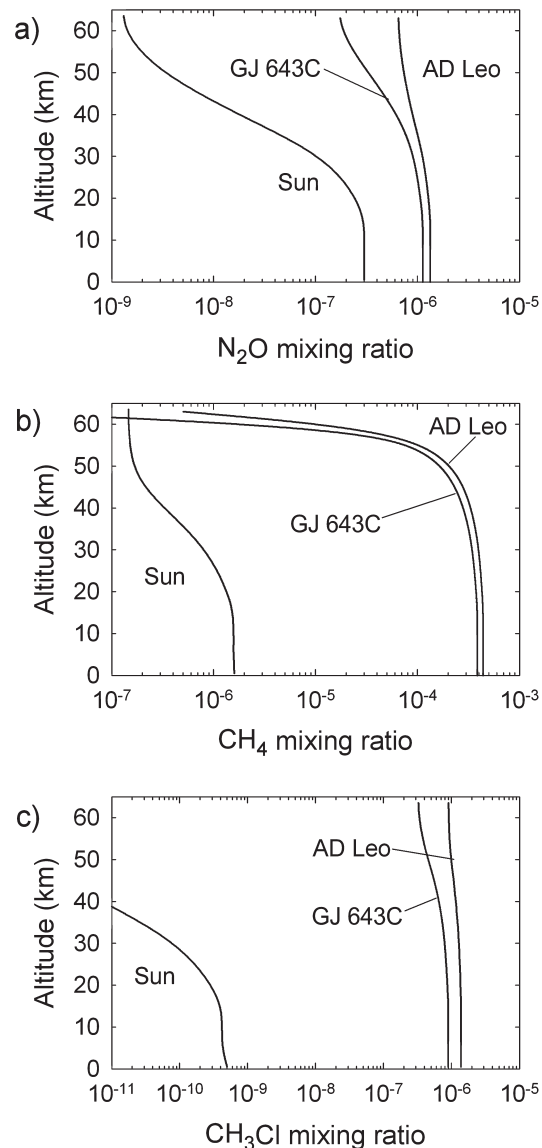 a)
Altitude (km)
60
50
40
30
20
10
0
GJ 643C
AD Leo
Sun
10⁻⁹ 10⁻⁸ 10⁻⁷ 10⁻⁶ 10⁻⁵
N₂O mixing ratio
b)
Altitude (km)
60
50
40
30
20
10
0
AD Leo
GJ 643C
Sun
10⁻⁷ 10⁻⁶ 10⁻⁵ 10⁻⁴ 10⁻³
CH₄ mixing ratio
c)
Altitude (km)
60
50
40
30
20
10
0
AD Leo
GJ 643C
Sun
10⁻¹¹ 10⁻¹⁰ 10⁻⁹ 10⁻⁸ 10⁻⁷ 10⁻⁶ 10⁻⁵
CH₃Cl mixing ratio